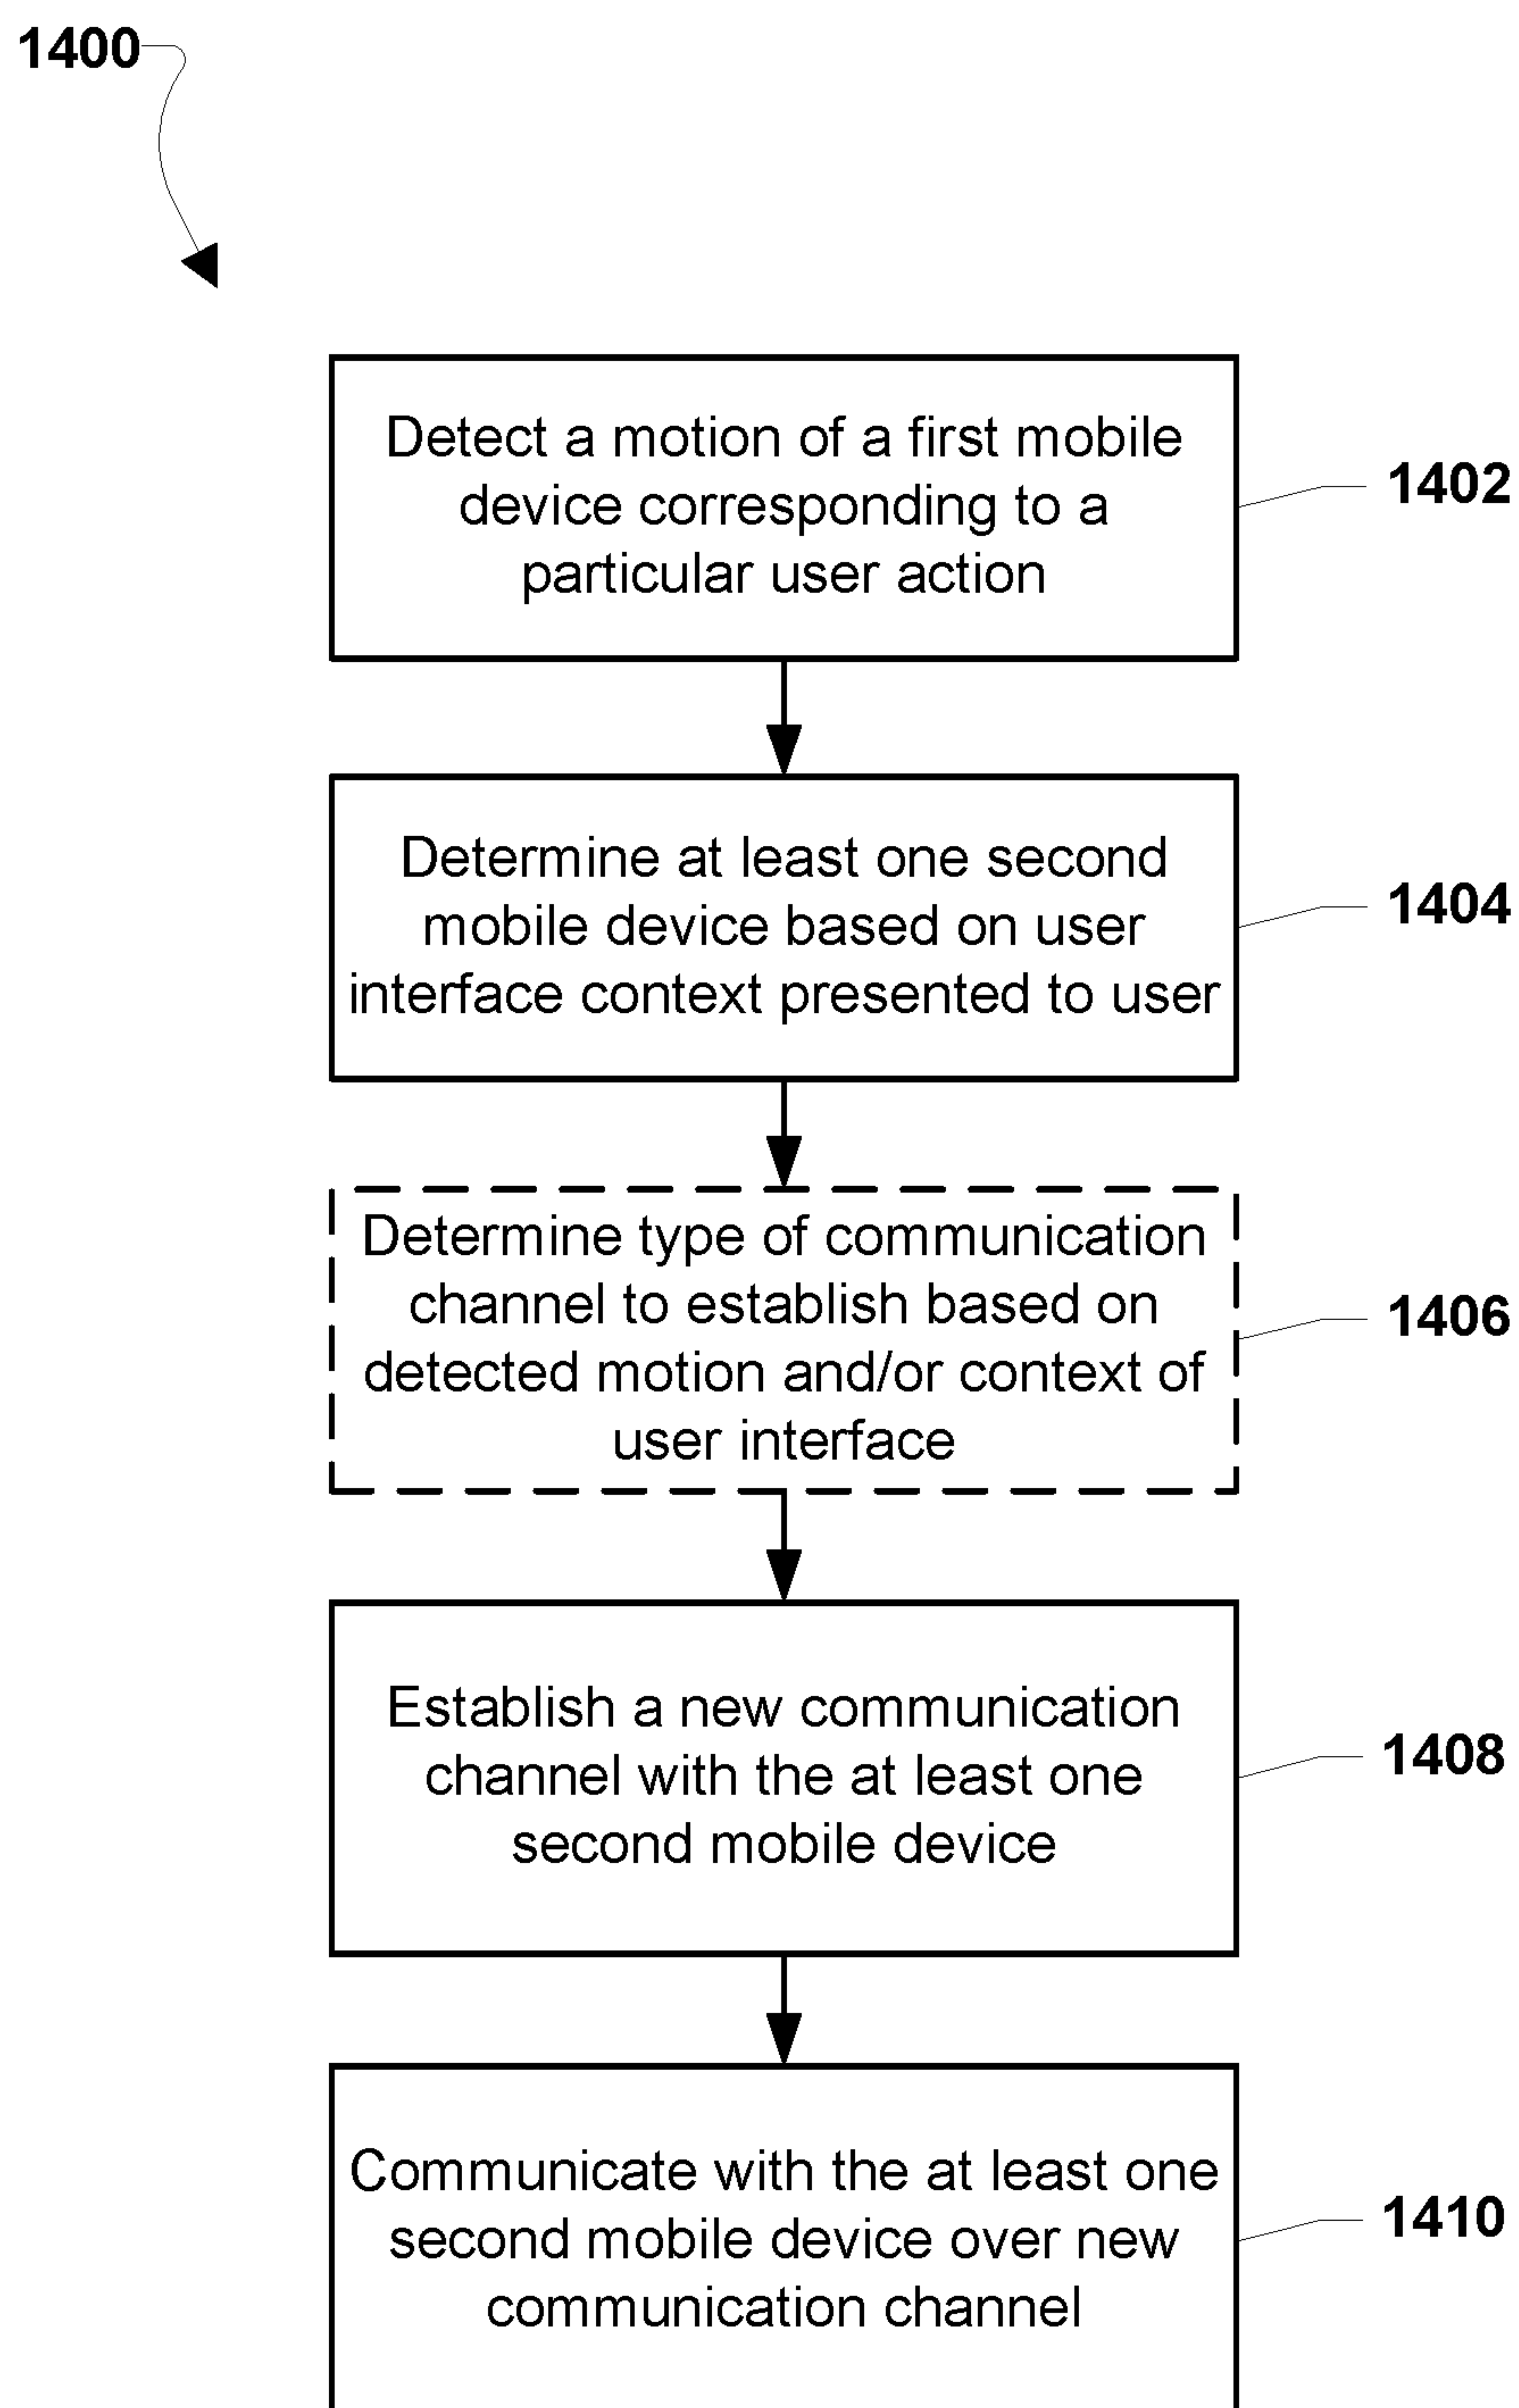 1400
Detect a motion of a first mobile
device corresponding to a
particular user action
1402
Determine at least one second
mobile device based on user
interface context presented to user
1404
Determine type of communication
channel to establish based on
detected motion and/or context of
user interface
1406
Establish a new communication
channel with the at least one
second mobile device
1408
Communicate with the at least one
second mobile device over new
communication channel
1410